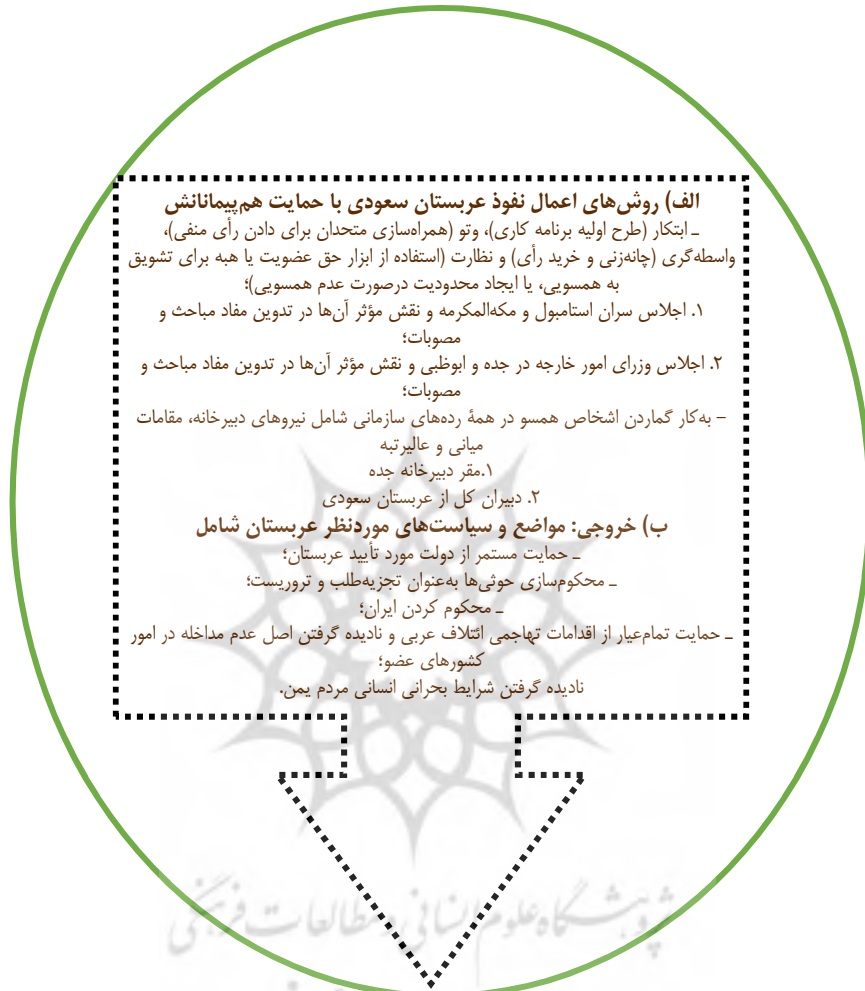 الف) روش‌های اعمال نفوذ عربستان سعودی با حمایت هم‌پیمانانش
ـ ابتکار (طرح اولیه برنامه کاری)، وتو (همراه‌سازی متحدان برای دادن رأی منفی)،
واسطه‌گری (چانه‌زنی و خرید رأی) و نظارت (استفاده از ابزار حق عضویت یا هبه برای تشویق
به همسویی، یا ایجاد محدودیت درصورت عدم همسویی)؛
۱. اجلاس سران استامبول و مکه‌المکرمه و نقش مؤثر آن‌ها در تدوین مفاد مباحث و
مصوبات؛
۲. اجلاس وزرای امور خارجه در جده و ابوظبی و نقش مؤثر آن‌ها در تدوین مفاد مباحث و
مصوبات؛
– به‌کار گماردن اشخاص همسو در همۀ رده‌های سازمانی شامل نیروهای دبیرخانه، مقامات
میانی و عالیرتبه
۱.مقر دبیرخانه جده
۲. دبیران کل از عربستان سعودی
ب) خروجی: مواضع و سیاست‌های موردنظر عربستان شامل
ـ حمایت مستمر از دولت مورد تأیید عربستان؛
ـ محکوم‌سازی حوثی‌ها به‌عنوان تجزیه‌طلب و تروریست؛
ـ محکوم کردن ایران؛
ـ حمایت تمام‌عیار از اقدامات تهاجمی ائتلاف عربی و نادیده گرفتن اصل عدم مداخله در امور
کشورهای عضو؛
نادیده گرفتن شرایط بحرانی انسانی مردم یمن.
پژوهشگاه علوم انسانی و مطالعات فرهنگی